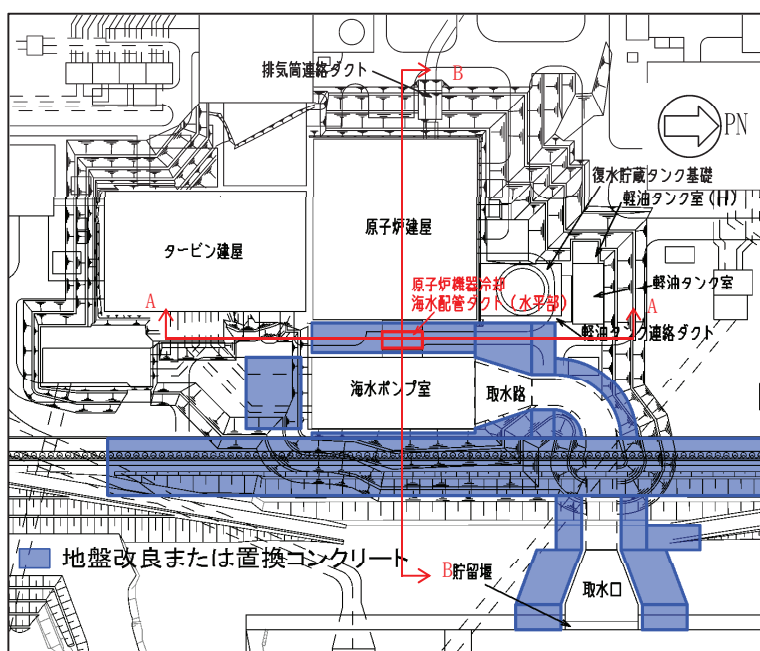 排気筒連絡ダクト
B
PN
復水貯蔵タンク基礎
軽油タンク室(H)
タービン建屋
原子炉建屋
原子炉機器冷却
海水配管ダクト(水平部)
軽油タンク室
A
A
軽油タンク連絡ダクト
海水ポンプ室
取水路
地盤改良または置換コンクリート
B
貯留堰
取水口